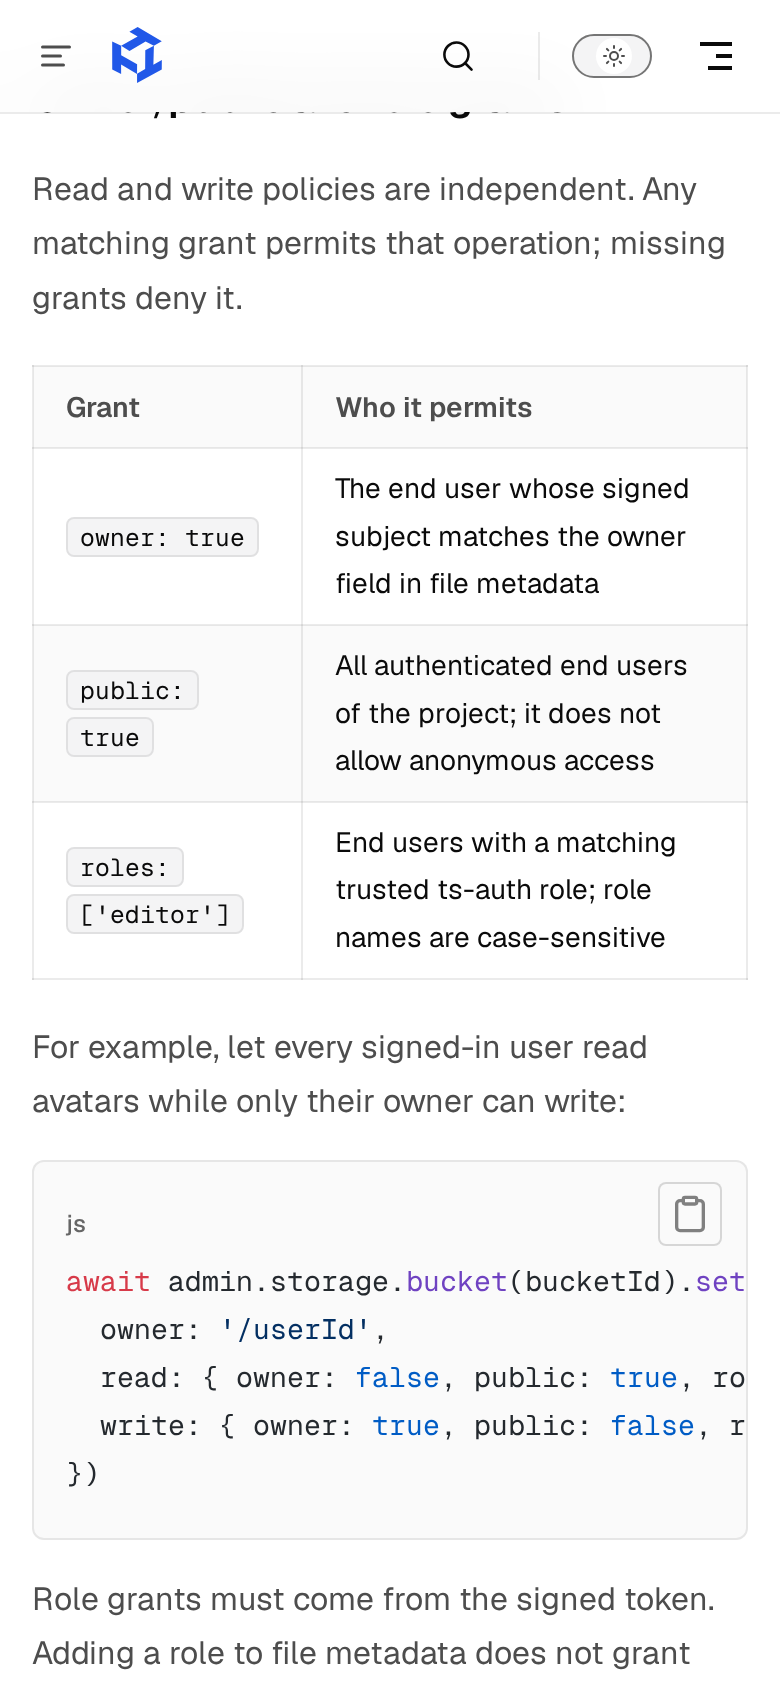 Read and write policies are independent. Any
matching grant permits that operation; missing
grants deny it.
Grant
Who it permits
owner: true
The end user whose signed
subject matches the owner
field in file metadata
public:
true
All authenticated end users
of the project; it does not
allow anonymous access
roles:
['editor']
End users with a matching
trusted ts-auth role; role
names are case-sensitive
For example, let every signed-in user read
avatars while only their owner can write:
js
await admin.storage.bucket(bucketId).set
  owner: '/userId',
  read: { owner: false, public: true, ro
  write: { owner: true, public: false, r
})
Role grants must come from the signed token.
Adding a role to file metadata does not grant